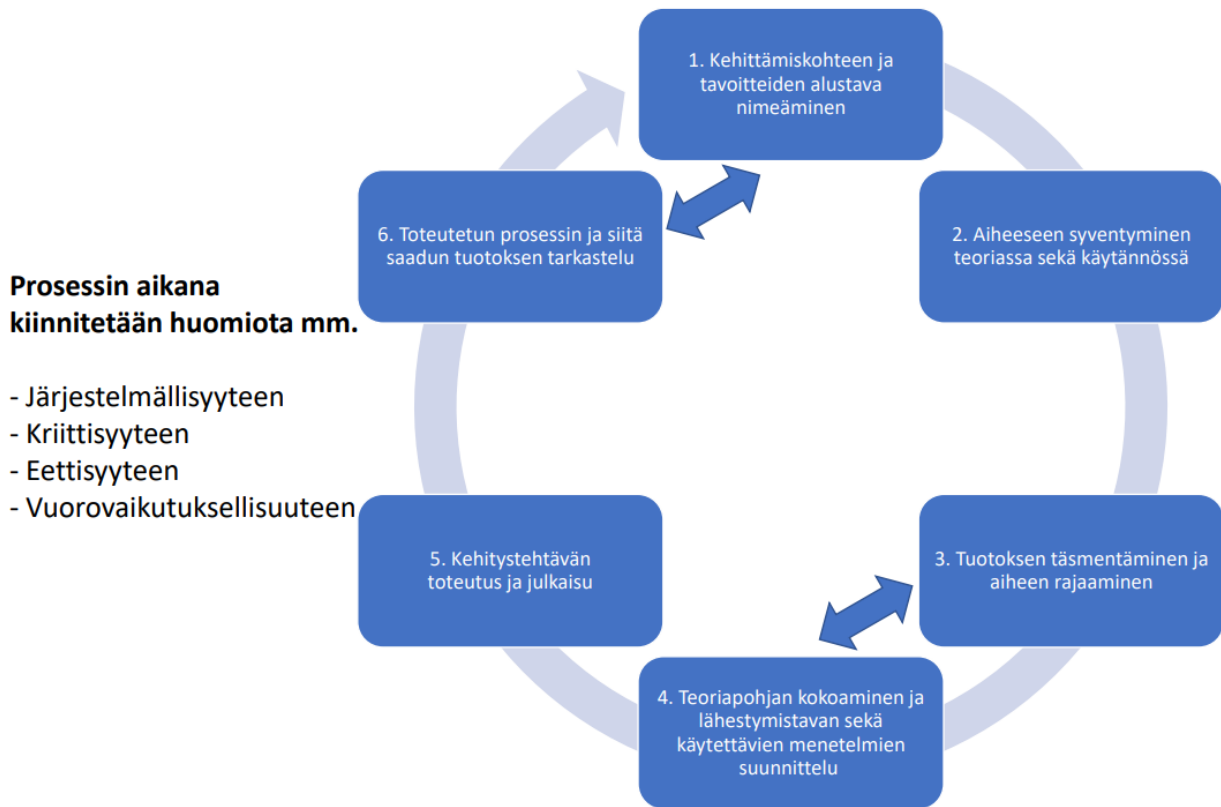 1. Kehittämiskohteen ja
tavoitteiden alustava
nimeäminen
2. Aiheeseen syventyminen
teoriassa sekä käytännössä
3. Tuotoksen täsmentäminen ja
aiheen rajaaminen
4. Teoriapohjan kokoaminen ja
lähestymistavan sekä
käytettävien menetelmien
suunnittelu
5. Kehitystehtävän
toteutus ja julkaisu
6. Toteutetun prosessin ja siitä
saadun tuotoksen tarkastelu
Prosessin aikana
kiinnitetään huomiota mm.
- Järjestelmällisyyteen
- Kriittisyyteen
- Eettisyyteen
- Vuorovaikutuksellisuuteen